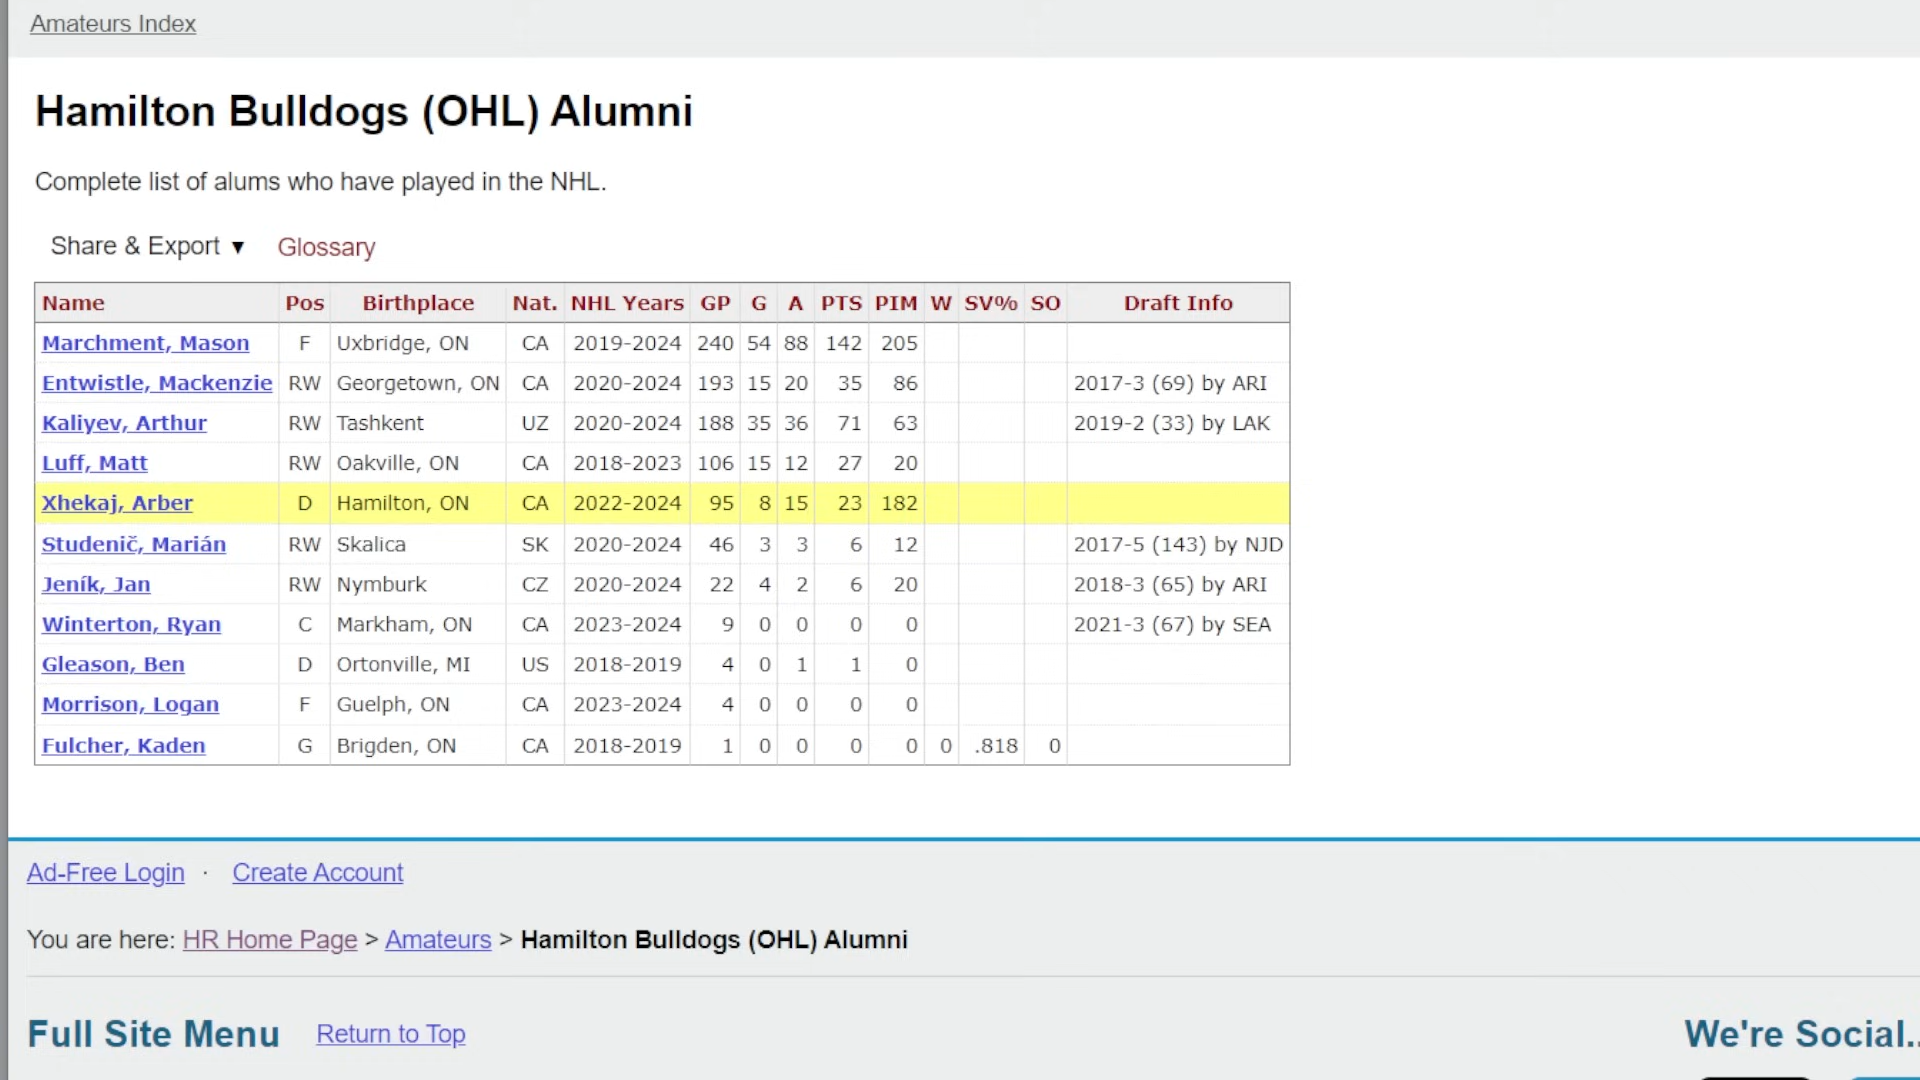 Amateurs Index
Hamilton Bulldogs (OHL) Alumni
Complete list of alums who have played in the NHL.
Share & Export ▼ Glossary
Name Pos Birthplace Nat. NHL Years GP G A PTS PIM W SV% SO Draft Info
Marchment, Mason F Uxbridge, ON CA 2019-2024 240 54 88 142 205
Entwistle, Mackenzie RW Georgetown, ON CA 2020-2024 193 15 20 35 86 2017-3 (69) by ARI
Kaliyev, Arthur RW Tashkent UZ 2020-2024 188 35 36 71 63 2019-2 (33) by LAK
Luff, Matt RW Oakville, ON CA 2018-2023 106 15 12 27 20
Xhekaj, Arber D Hamilton, ON CA 2022-2024 95 8 15 23 182
Studenič, Marián RW Skalica SK 2020-2024 46 3 3 6 12 2017-5 (143) by NJD
Jeník, Jan RW Nymburk CZ 2020-2024 22 4 2 6 20 2018-3 (65) by ARI
Winterton, Ryan C Markham, ON CA 2023-2024 9 0 0 0 0 2021-3 (67) by SEA
Gleason, Ben D Ortonville, MI US 2018-2019 4 0 1 1 0
Morrison, Logan F Guelph, ON CA 2023-2024 4 0 0 0 0
Fulcher, Kaden G Brigden, ON CA 2018-2019 1 0 0 0 0 0 .818 0
Ad-Free Login · Create Account
You are here: HR Home Page > Amateurs > Hamilton Bulldogs (OHL) Alumni
Full Site Menu Return to Top We're Social..